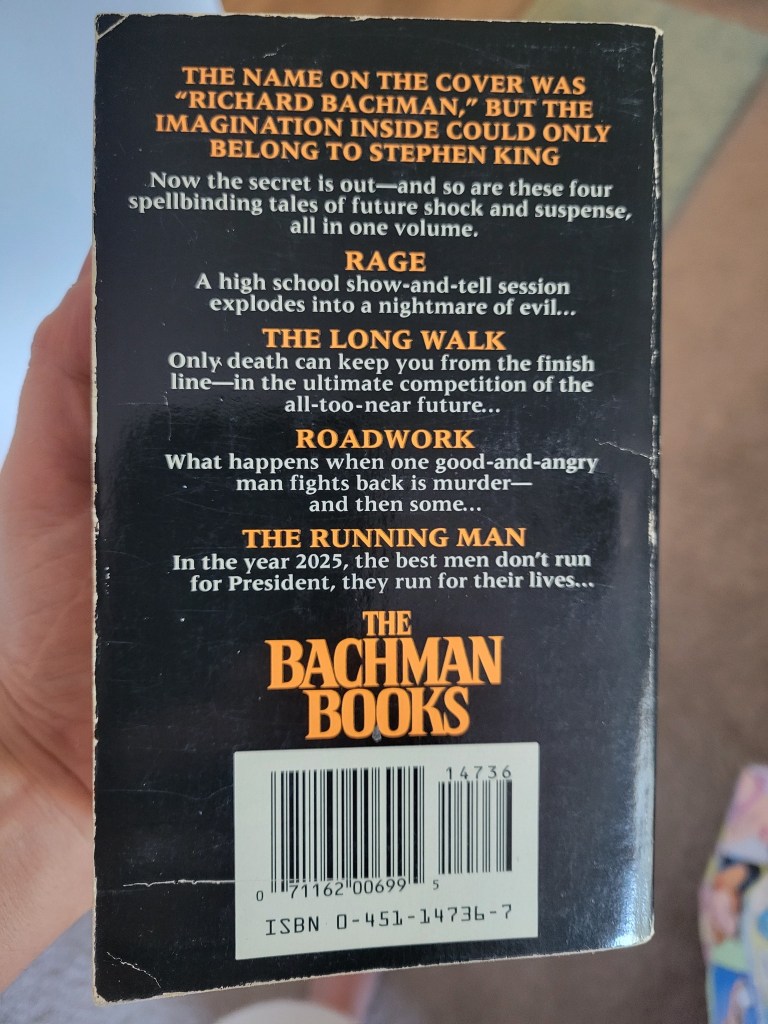 THE NAME ON THE COVER WAS
“RICHARD BACHMAN,” BUT THE
IMAGINATION INSIDE COULD ONLY
BELONG TO STEPHEN KING
Now the secret is out—and so are these four
spellbinding tales of future shock and suspense,
all in one volume.
RAGE
A high school show-and-tell session
explodes into a nightmare of evil...
THE LONG WALK
Only death can keep you from the finish
line—in the ultimate competition of the
all-too-near future...
ROADWORK
What happens when one good-and-angry
man fights back is murder—
and then some...
THE RUNNING MAN
In the year 2025, the best men don’t run
for President, they run for their lives...
THE
BACHMAN
BOOKS
14736
0 71162 00699 5
ISBN 0-451-14736-7